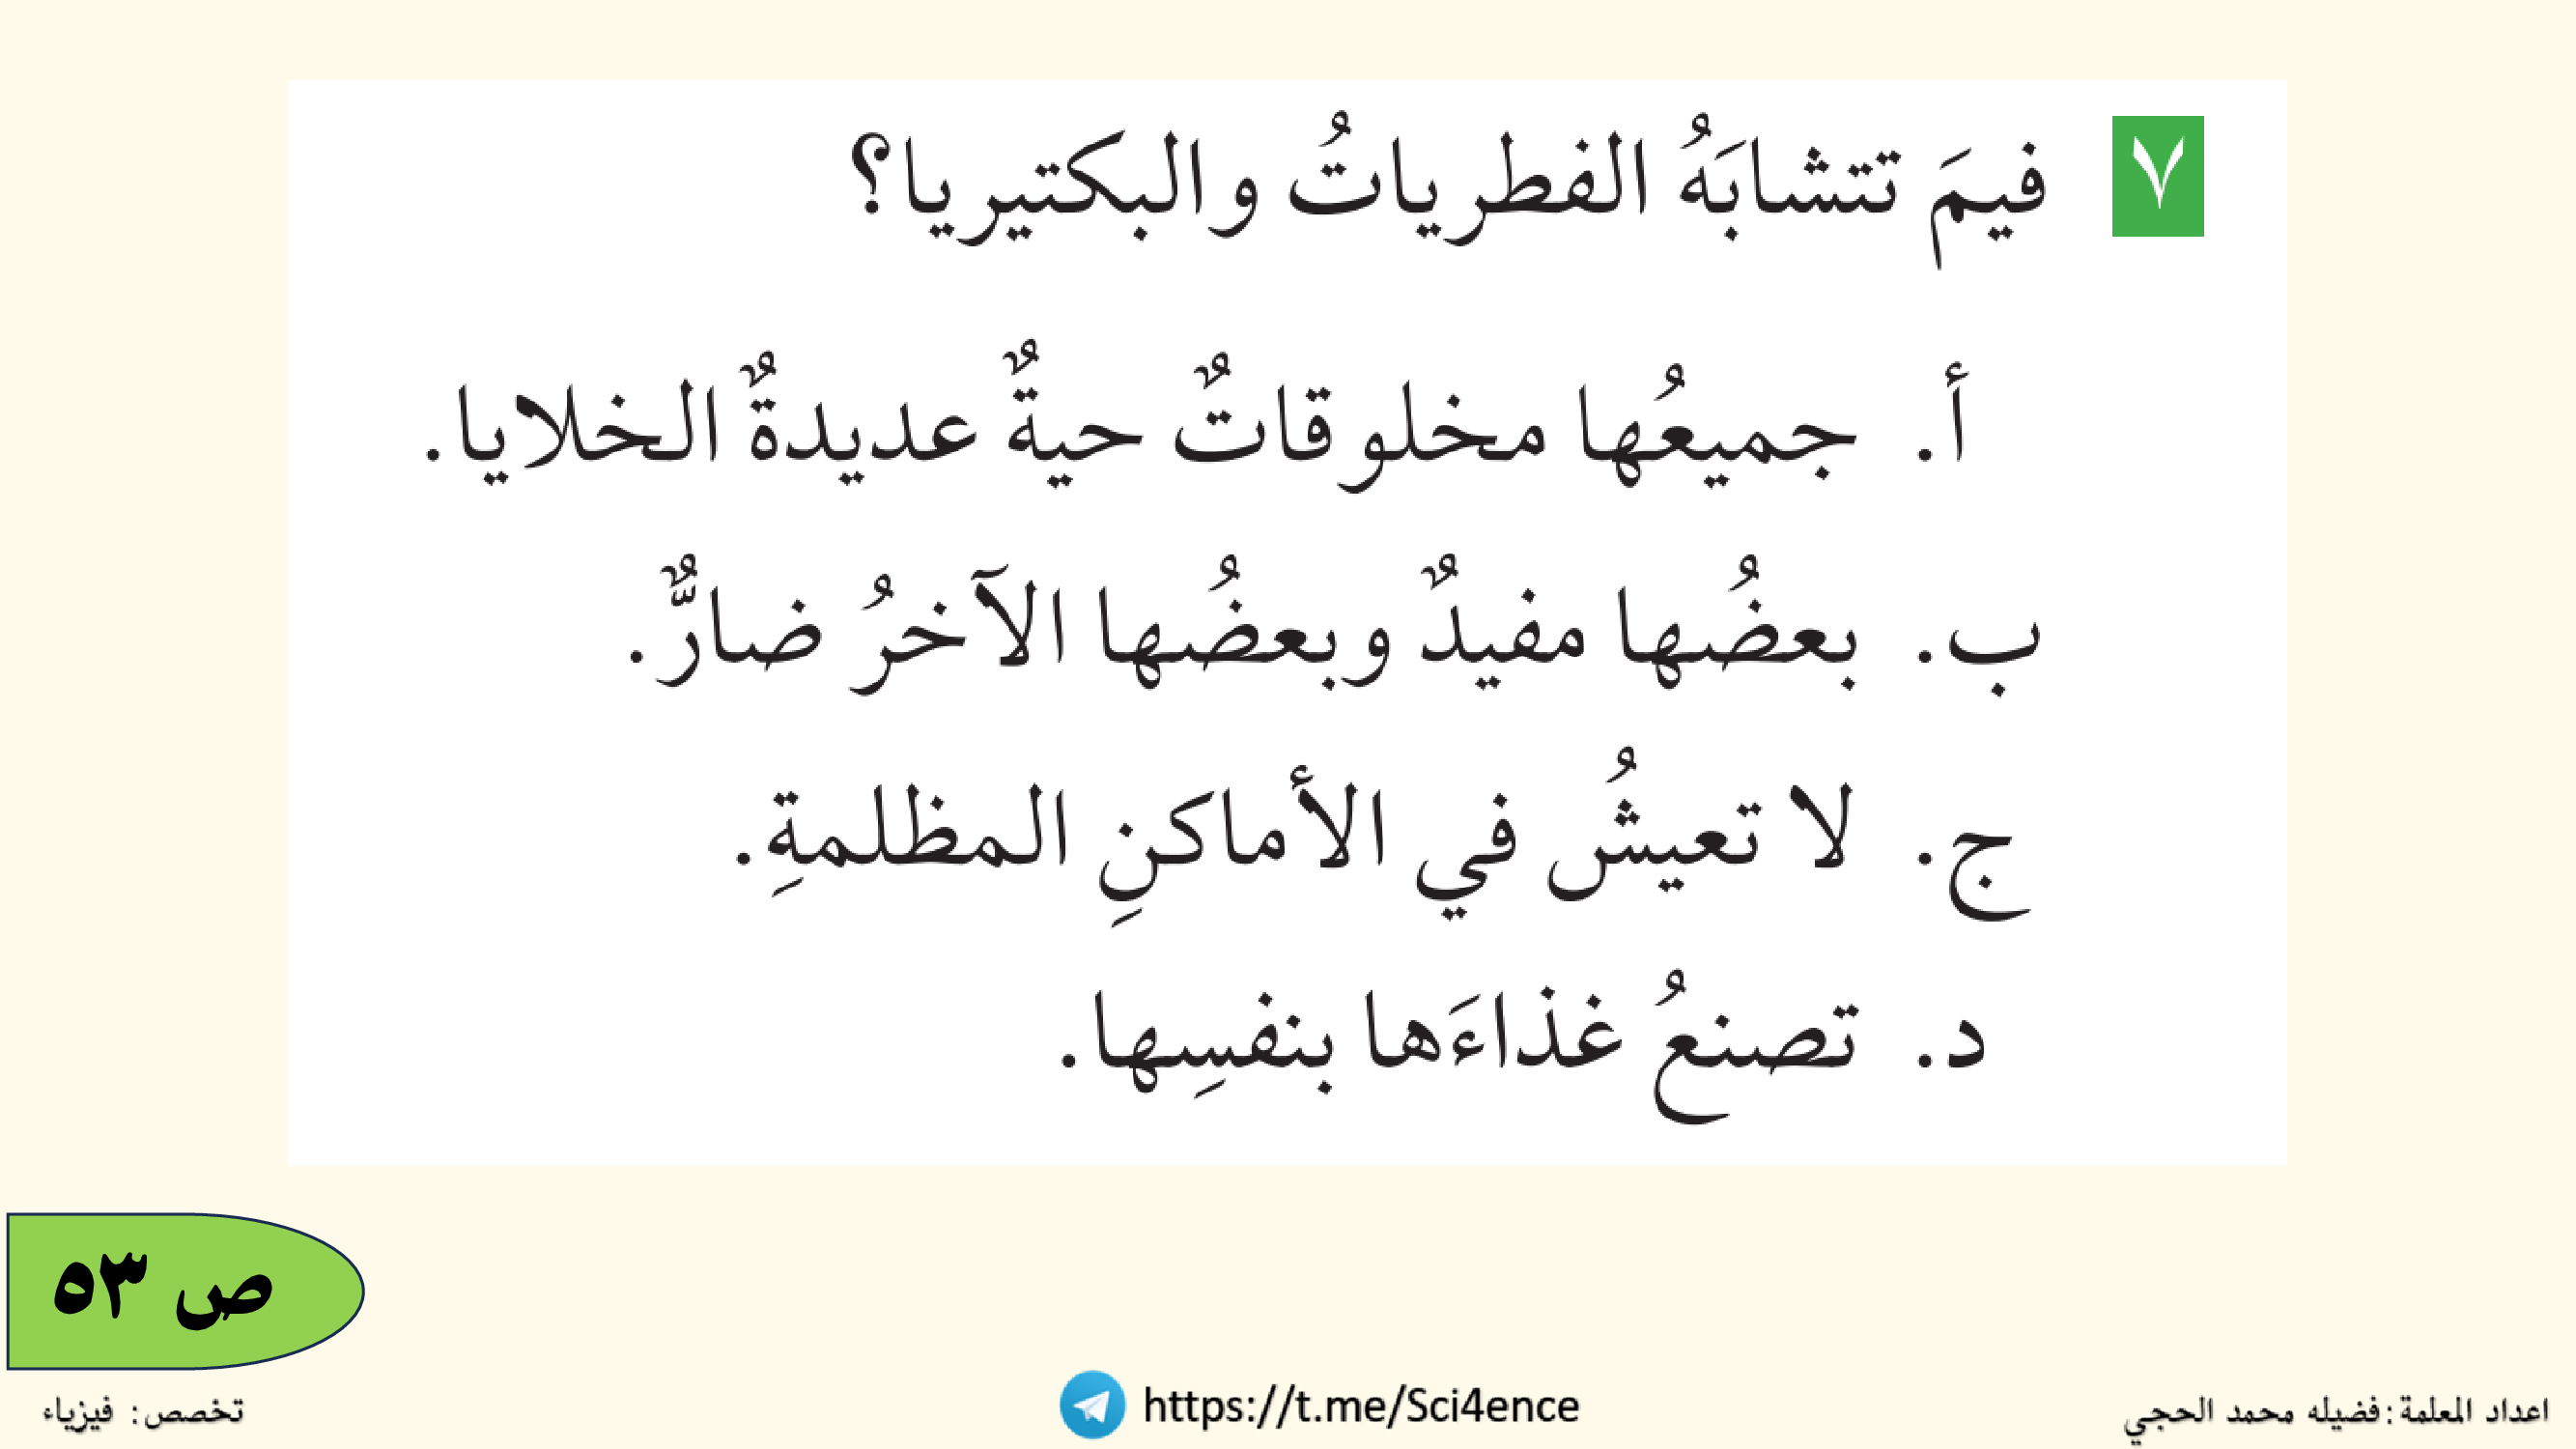 ٧ فيمَ تتشابَهُ الفطرياتُ والبكتيريا؟
أ. جميعُها مخلوقاتٌ حيةٌ عديدةٌ الخلايا.
ب. بعضُها مفيدٌ وبعضُها الآخرُ ضارٌّ.
ج. لا تعيشُ في الأماكنِ المظلمةِ.
د. تصنعُ غذاءَها بنفسِها.
ص ٥٣
اعداد المعلمة:فضيله محمد الحجي
https://t.me/Sci4ence
تخصص: فيزياء